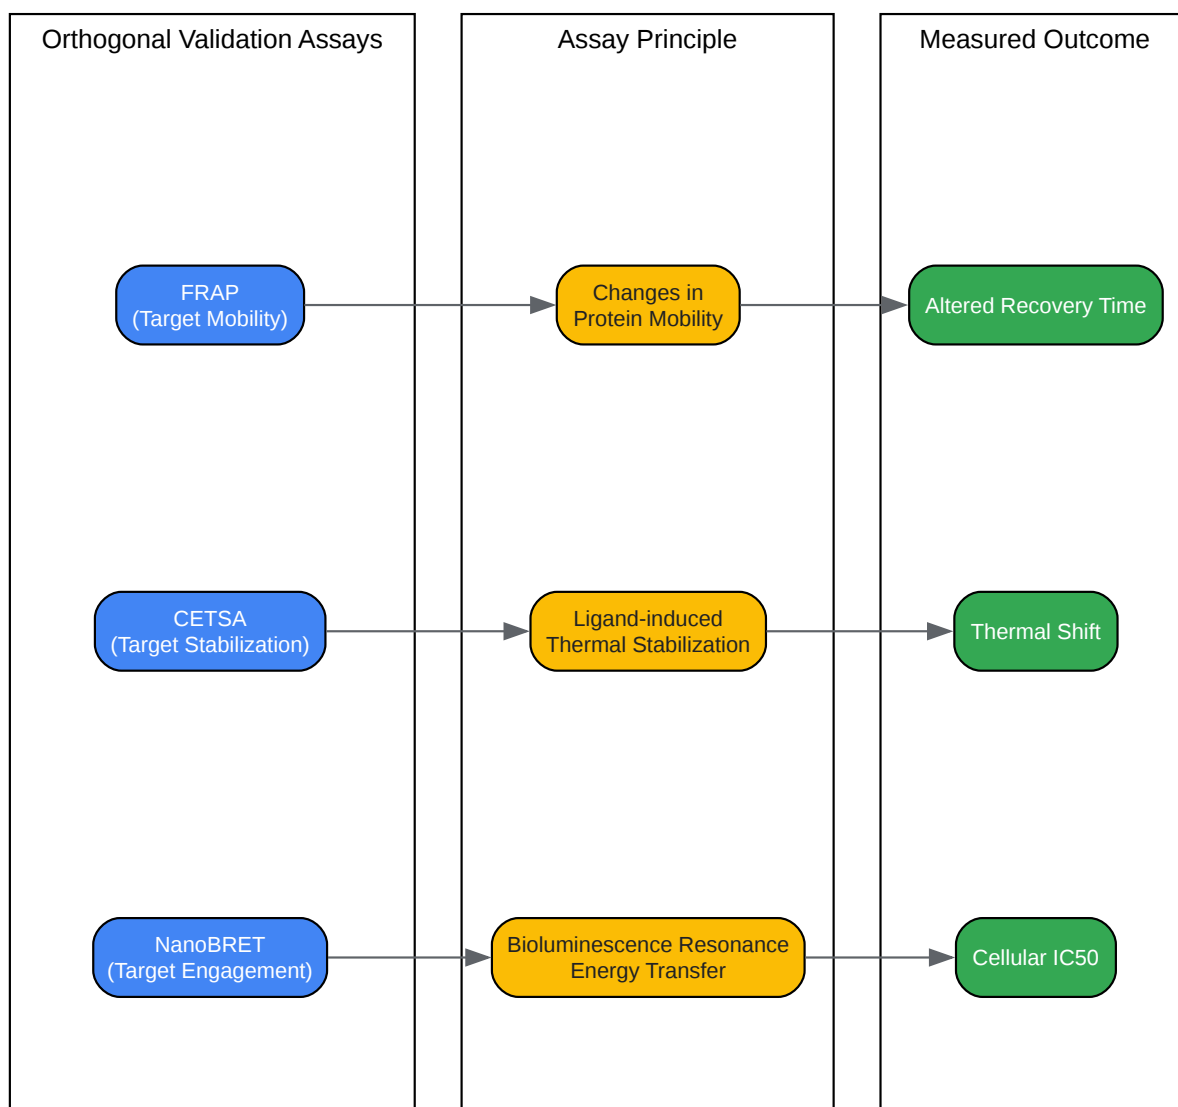 Orthogonal Validation Assays
Assay Principle
Measured Outcome
FRAP
(Target Mobility)
Changes in
Protein Mobility
Altered Recovery Time
CETSA
(Target Stabilization)
Ligand-induced
Thermal Stabilization
Thermal Shift
NanoBRET
(Target Engagement)
Bioluminescence Resonance
Energy Transfer
Cellular IC50